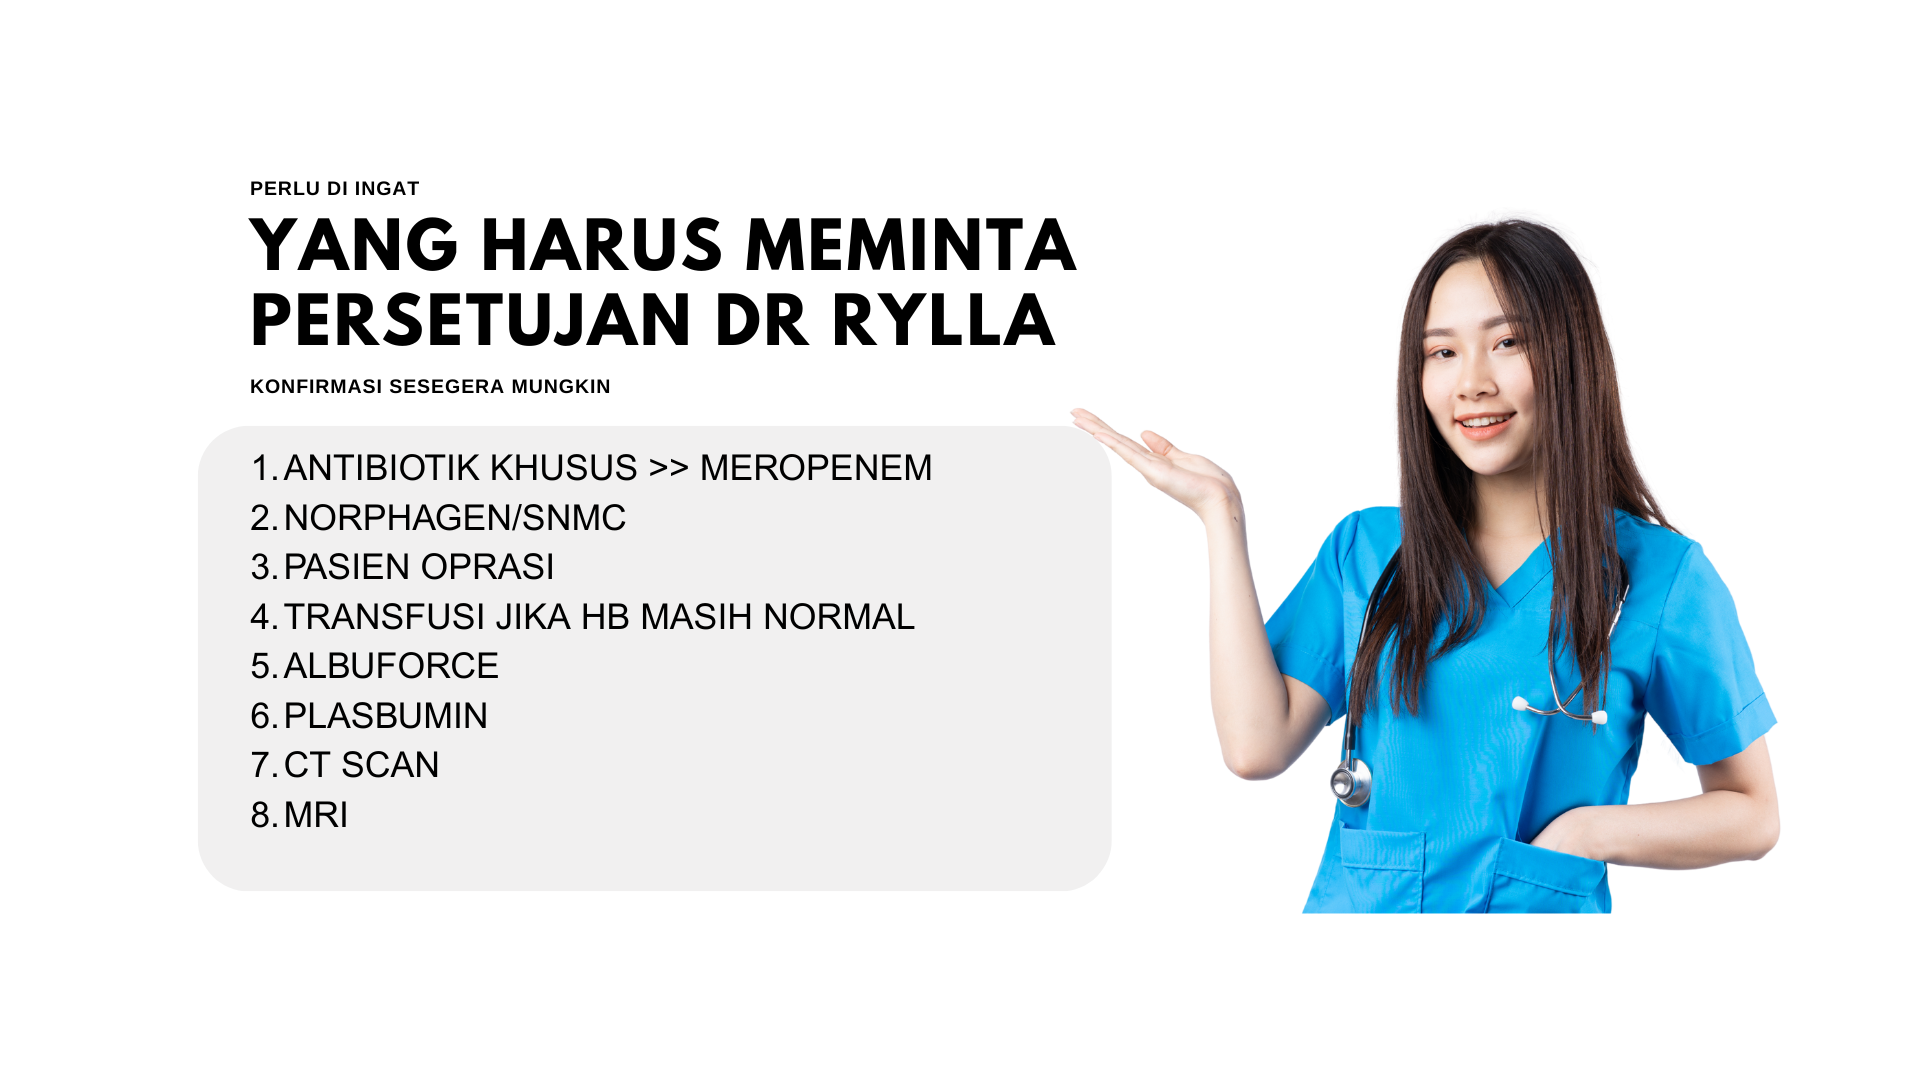 PERLU DI INGAT
YANG HARUS MEMINTA
PERSETUJAN DR RYLLA
KONFIRMASI SESEGERA MUNGKIN
1. ANTIBIOTIK KHUSUS >> MEROPENEM
2. NORPHAGEN/SNMC
3. PASIEN OPRASI
4. TRANSFUSI JIKA HB MASIH NORMAL
5. ALBUFORCE
6. PLASBUMIN
7. CT SCAN
8. MRI